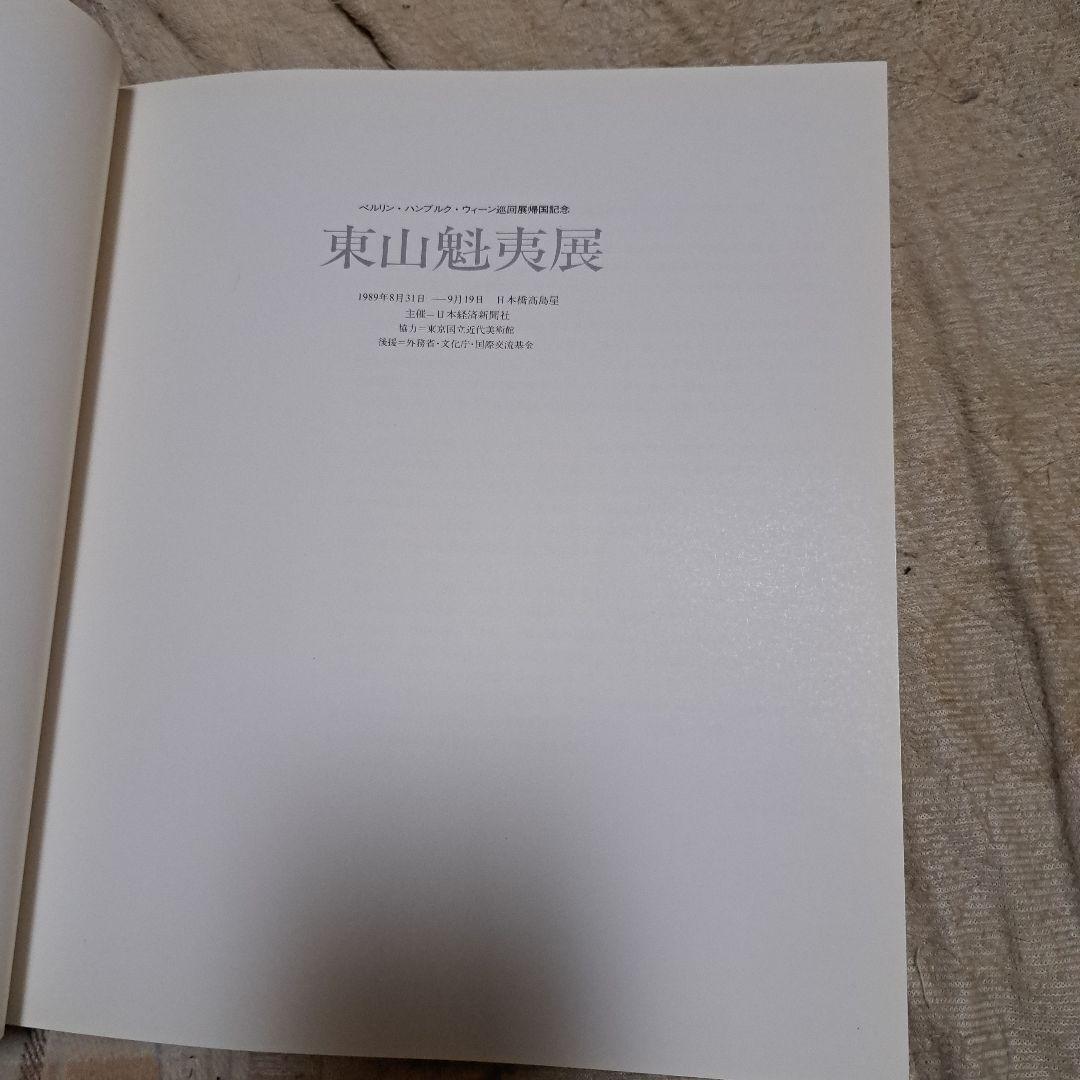 ベルリン・ハンブルク・ウィーン巡回展帰国記念
東山魁夷展
1989年8月31日―9月19日 日本橋高島屋
主催=日本経済新聞社
協力=東京国立近代美術館
後援=外務省・文化庁・国際交流基金